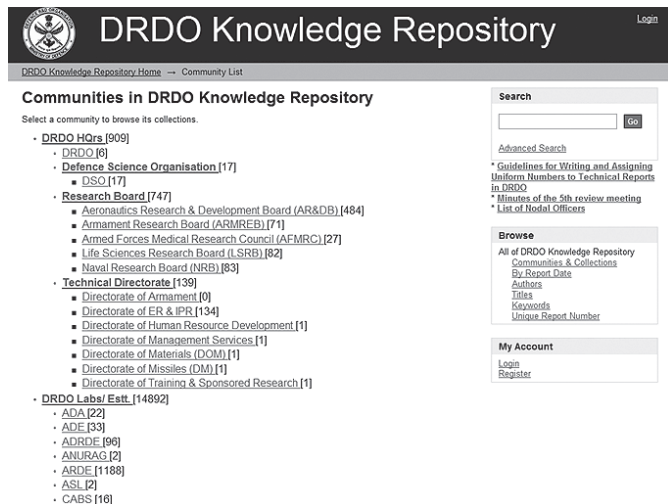 DRDO Knowledge Repository
Login
DRDO Knowledge Repository Home → Community List
Communities in DRDO Knowledge Repository
Select a community to browse its collections.
DRDO HQrs [909]
DRDO [6]
Defence Science Organisation [17]
DSO [17]
Research Board [747]
Aeronautics Research & Development Board (AR&DB) [484]
Armament Research Board (ARMREB) [71]
Armed Forces Medical Research Council (AFMRC) [27]
Life Sciences Research Board (LSRB) [82]
Naval Research Board (NRB) [83]
Technical Directorate [139]
Directorate of Armament [0]
Directorate of ER & IPR [134]
Directorate of Human Resource Development [1]
Directorate of Management Services [1]
Directorate of Materials (DOM) [1]
Directorate of Missiles (DM) [1]
Directorate of Training & Sponsored Research [1]
DRDO Labs/ Estt. [14892]
ADA [22]
ADE [33]
ADRDE [96]
ANURAG [2]
ARDE [1188]
ASL [2]
CABS [16]
Search
Go
Advanced Search
* Guidelines for Writing and Assigning
Uniform Numbers to Technical Reports
in DRDO
* Minutes of the 5th review meeting
* List of Nodal Officers
Browse
All of DRDO Knowledge Repository
Communities & Collections
By Report Date
Authors
Titles
Keywords
Unique Report Number
My Account
Login
Register